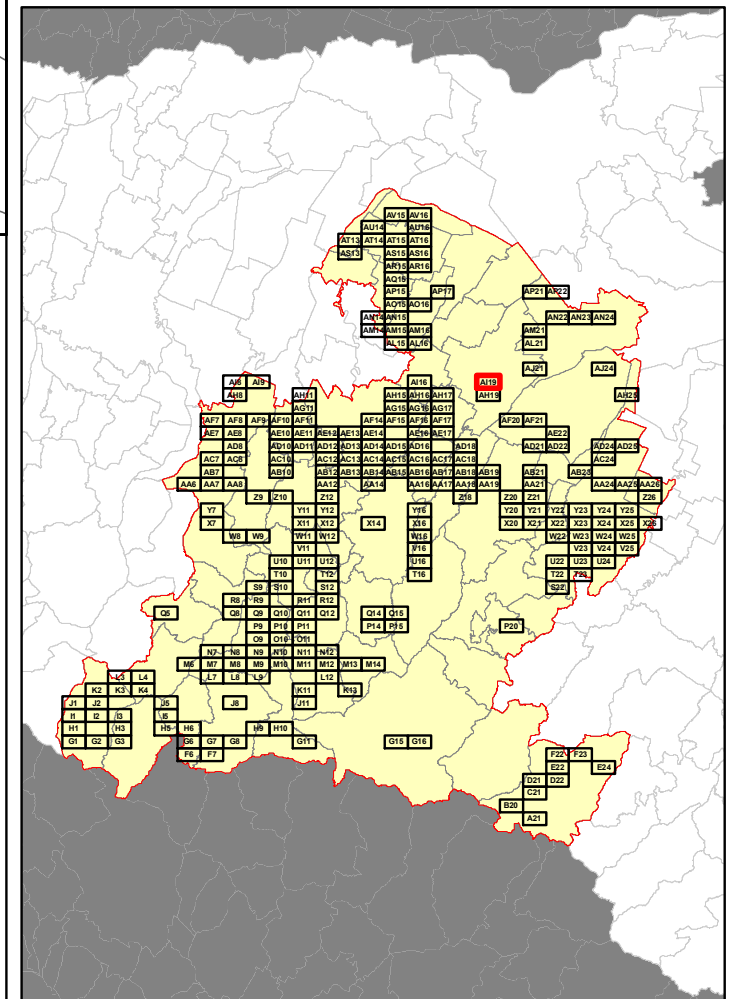 AV15 AV16
AU14 AU16
AT13 AT14 AT15 AT16
AS13 AS15 AS16
AR15 AR16
AQ15
AP15 AP17 AP21 AP22
AO15 AO16
AN14 AN15 AN22 AN23 AN24
AM14 AM15 AM16 AM21
AL15 AL16 AL21
AJ21 AJ24
AI8 AI9 AI16 AI19
AH8 AH11 AH15 AH16 AH17 AH19 AH25
AG11 AG15 AG16 AG17
AF7 AF8 AF9 AF10 AF11 AF14 AF15 AF16 AF17 AF20 AF21
AE7 AE8 AE10 AE11 AE12 AE13 AE14 AE16 AE17 AE22
AD8 AD10 AD11 AD12 AD13 AD14 AD15 AD16 AD18 AD21 AD22 AD24 AD25
AC7 AC8 AC10 AC12 AC13 AC14 AC15 AC16 AC17 AC18 AC24
AB7 AB10 AB12 AB13 AB14 AB15 AB16 AB17 AB18 AB19 AB21 AB23
AA6 AA7 AA8 AA12 AA14 AA16 AA17 AA18 AA19 AA21 AA24 AA25 AA26
Z9 Z10 Z12 Z18 Z20 Z21 Z26
Y7 Y11 Y12 Y16 Y20 Y21 Y22 Y23 Y24 Y25
X7 X11 X12 X14 X16 X20 X21 X22 X23 X24 X25 X26
W8 W9 W11 W12 W16 W22 W23 W24 W25
V11 V16 V23 V24 V25
U10 U11 U12 U16 U22 U23 U24
T10 T12 T16 T22 T23
S9 S10 S12 S22
R8 R9 R11 R12
Q5 Q8 Q9 Q10 Q11 Q12 Q14 Q15
P9 P10 P11 P14 P15 P20
O9 O10 O11
N7 N8 N9 N10 N11 N12
M6 M7 M8 M9 M10 M11 M12 M13 M14
L3 L4 L7 L8 L9 L12
K2 K3 K4 K11 K13
J1 J2 J5 J8 J11
I1 I2 I3 I5
H1 H3 H5 H6 H9 H10
G1 G2 G3 G6 G7 G8 G11 G15 G16
F6 F7 F22 F23
E22 E24
D21 D22
C21
B20
A21